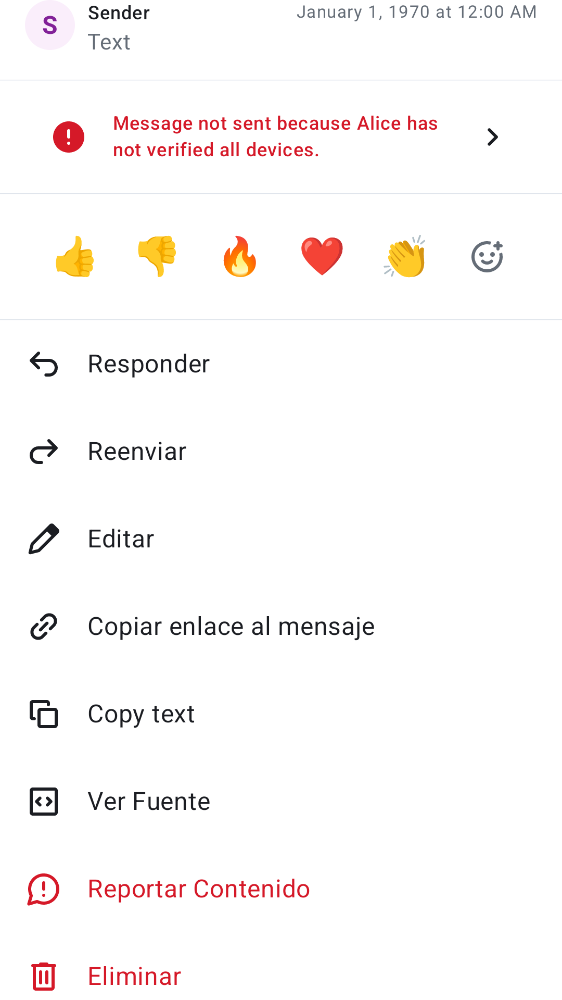 S
Sender
January 1, 1970 at 12:00 AM
Text
Message not sent because Alice has
not verified all devices.
Responder
Reenviar
Editar
Copiar enlace al mensaje
Copy text
Ver Fuente
Reportar Contenido
Eliminar